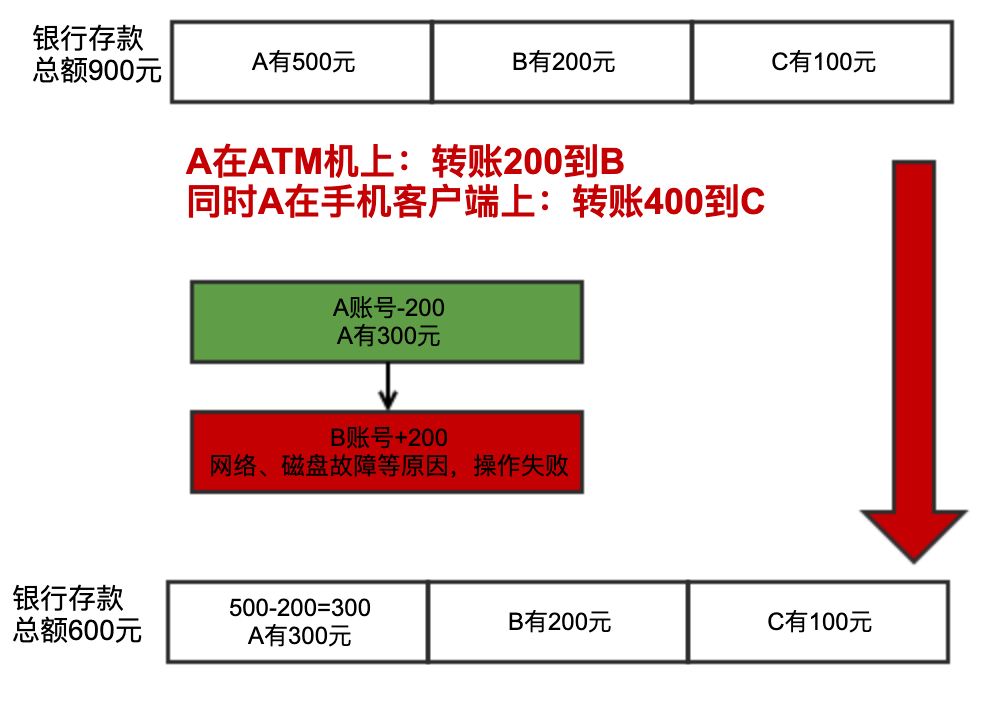 银行存款
总额900元
A有500元
B有200元
C有100元
A在ATM机上：转账200到B
同时A在手机客户端上：转账400到C
A账号-200
A有300元
B账号+200
网络、磁盘故障等原因，操作失败
银行存款
总额600元
500-200=300
A有300元
B有200元
C有100元